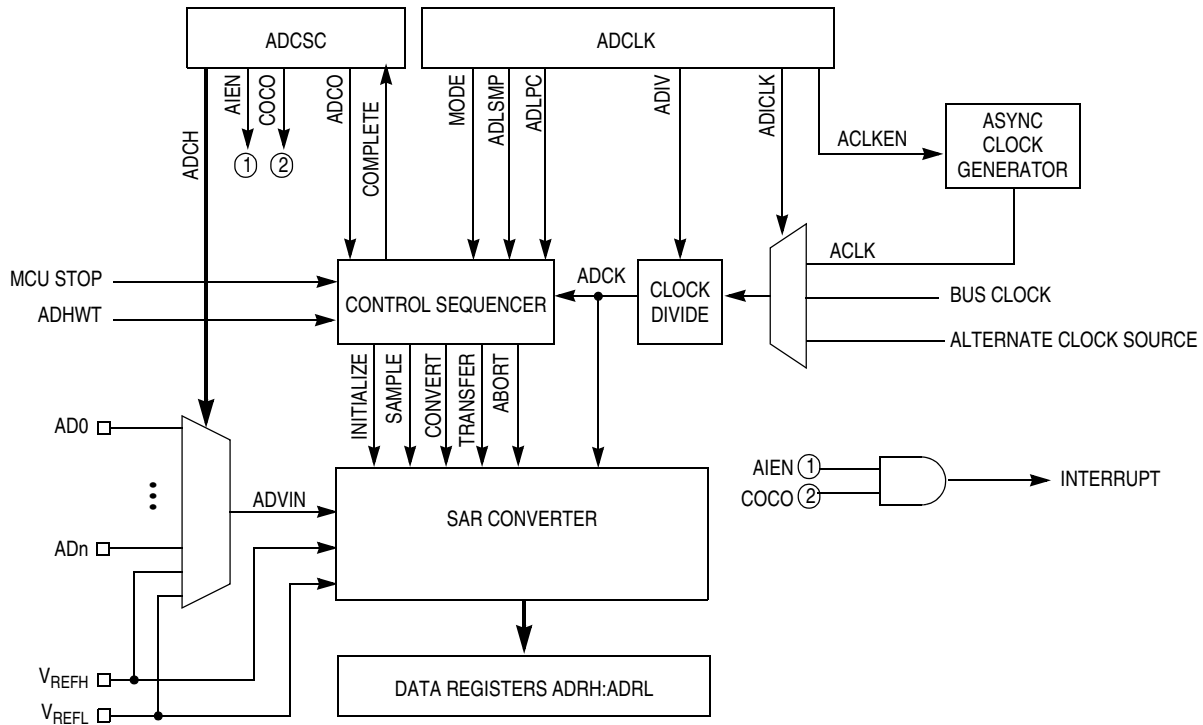 ADCSC
ADCLK
ADCH
AIEN
COCO
ADCO
COMPLETE
MODE
ADLSMP
ADLPC
ADIV
ADICLK
ACLKEN
ASYNC
CLOCK
GENERATOR
1
2
ACLK
MCU STOP
ADHWT
CONTROL SEQUENCER
ADCK
CLOCK
DIVIDE
BUS CLOCK
ALTERNATE CLOCK SOURCE
INITIALIZE
SAMPLE
CONVERT
TRANSFER
ABORT
AD0
•••
ADn
ADVIN
SAR CONVERTER
AIEN 1
COCO 2
INTERRUPT
VREFH
VREFL
DATA REGISTERS ADRH:ADRL